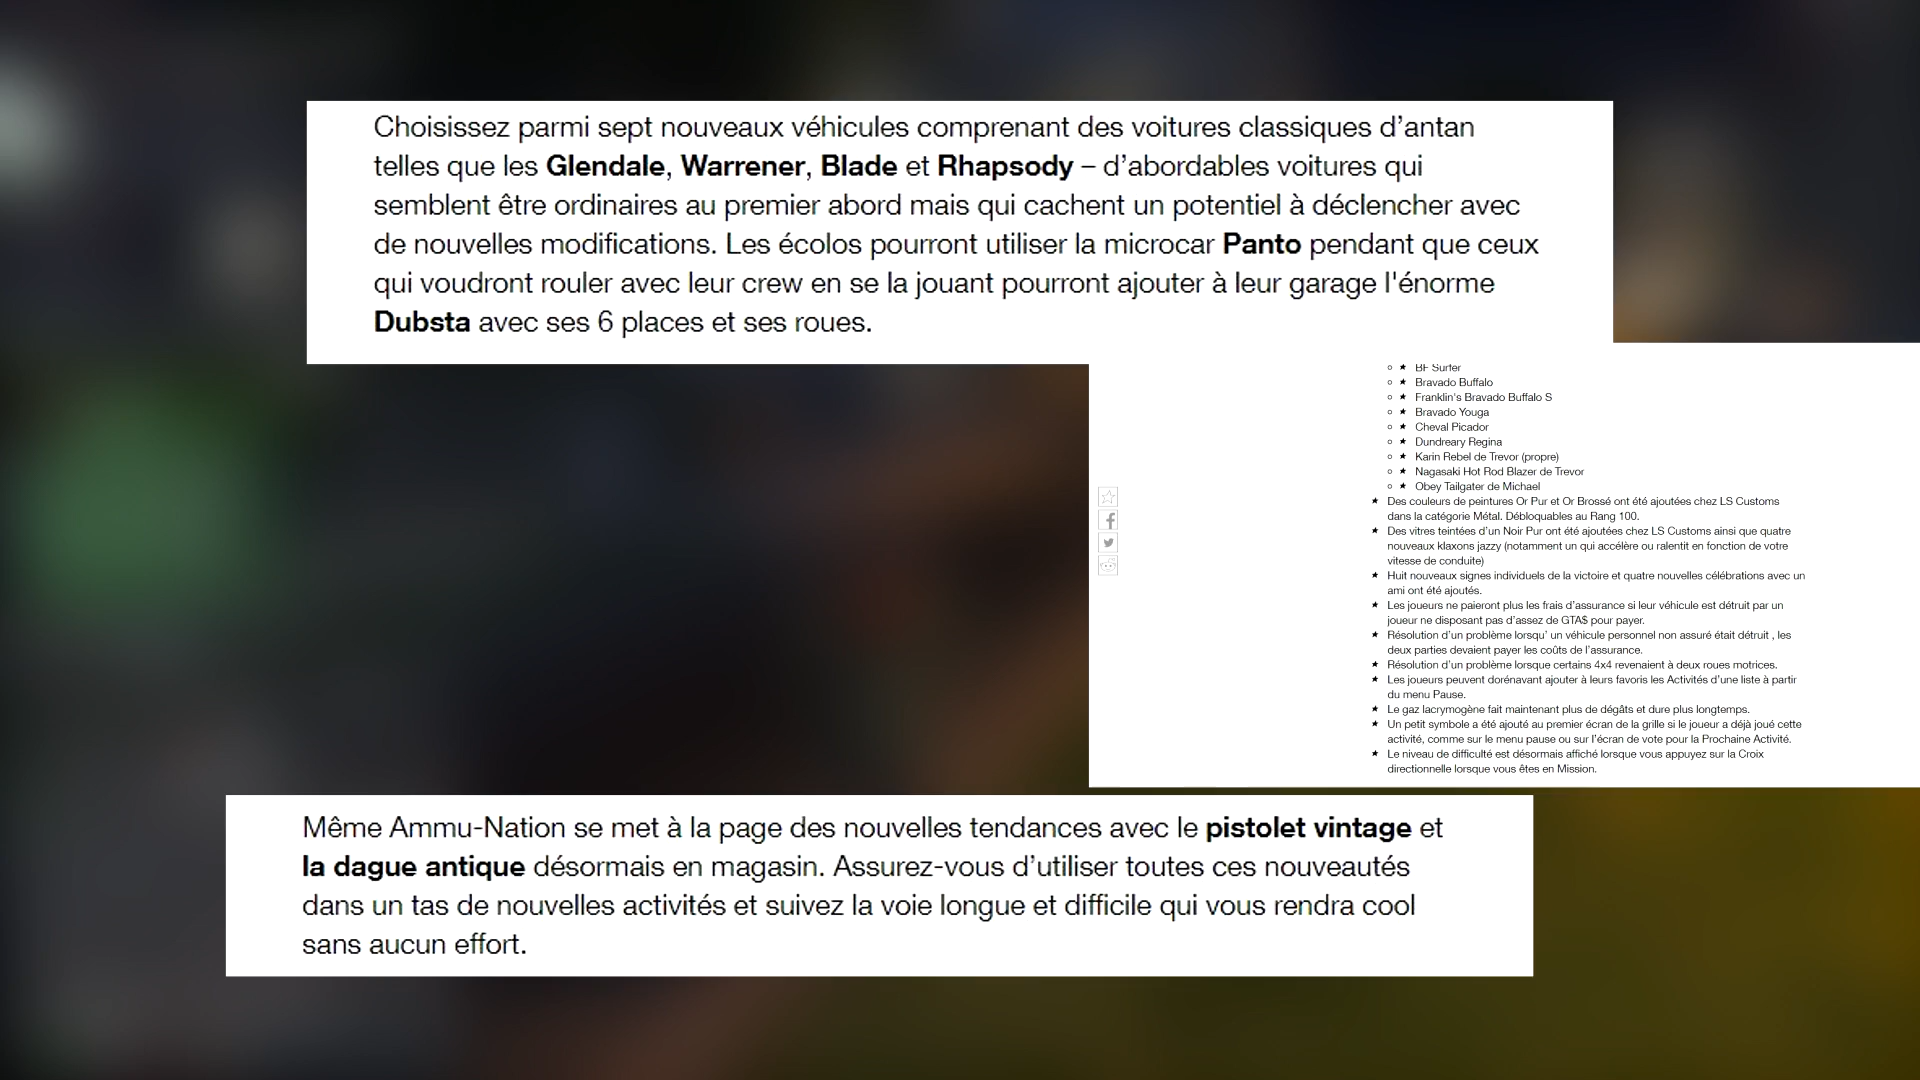 Choisissez parmi sept nouveaux véhicules comprenant des voitures classiques d’antan
telles que les Glendale, Warrener, Blade et Rhapsody – d’abordables voitures qui
semblent être ordinaires au premier abord mais qui cachent un potentiel à déclencher avec
de nouvelles modifications. Les écolos pourront utiliser la microcar Panto pendant que ceux
qui voudront rouler avec leur crew en se la jouant pourront ajouter à leur garage l'énorme
Dubsta avec ses 6 places et ses roues.
BF Surfer
Bravado Buffalo
Franklin's Bravado Buffalo S
Bravado Youga
Cheval Picador
Dundreary Regina
Karin Rebel de Trevor (propre)
Nagasaki Hot Rod Blazer de Trevor
Obey Tailgater de Michael
Des couleurs de peintures Or Pur et Or Brossé ont été ajoutées chez LS Customs
dans la catégorie Métal. Débloquables au Rang 100.
Des vitres teintées d’un Noir Pur ont été ajoutées chez LS Customs ainsi que quatre
nouveaux klaxons jazzy (notamment un qui accélère ou ralentit en fonction de votre
vitesse de conduite)
Huit nouveaux signes individuels de la victoire et quatre nouvelles célébrations avec un
ami ont été ajoutés.
Les joueurs ne paieront plus les frais d’assurance si leur véhicule est détruit par un
joueur ne disposant pas d’assez de GTA$ pour payer.
Résolution d’un problème lorsqu’ un véhicule personnel non assuré était détruit , les
deux parties devaient payer les coûts de l’assurance.
Résolution d’un problème lorsque certains 4x4 revenaient à deux roues motrices.
Les joueurs peuvent dorénavant ajouter à leurs favoris les Activités d’une liste à partir
du menu Pause.
Le gaz lacrymogène fait maintenant plus de dégâts et dure plus longtemps.
Un petit symbole a été ajouté au premier écran de la grille si le joueur a déjà joué cette
activité, comme sur le menu pause ou sur l’écran de vote pour la Prochaine Activité.
Le niveau de difficulté est désormais affiché lorsque vous appuyez sur la Croix
directionnelle lorsque vous êtes en Mission.
Même Ammu-Nation se met à la page des nouvelles tendances avec le pistolet vintage et
la dague antique désormais en magasin. Assurez-vous d’utiliser toutes ces nouveautés
dans un tas de nouvelles activités et suivez la voie longue et difficile qui vous rendra cool
sans aucun effort.